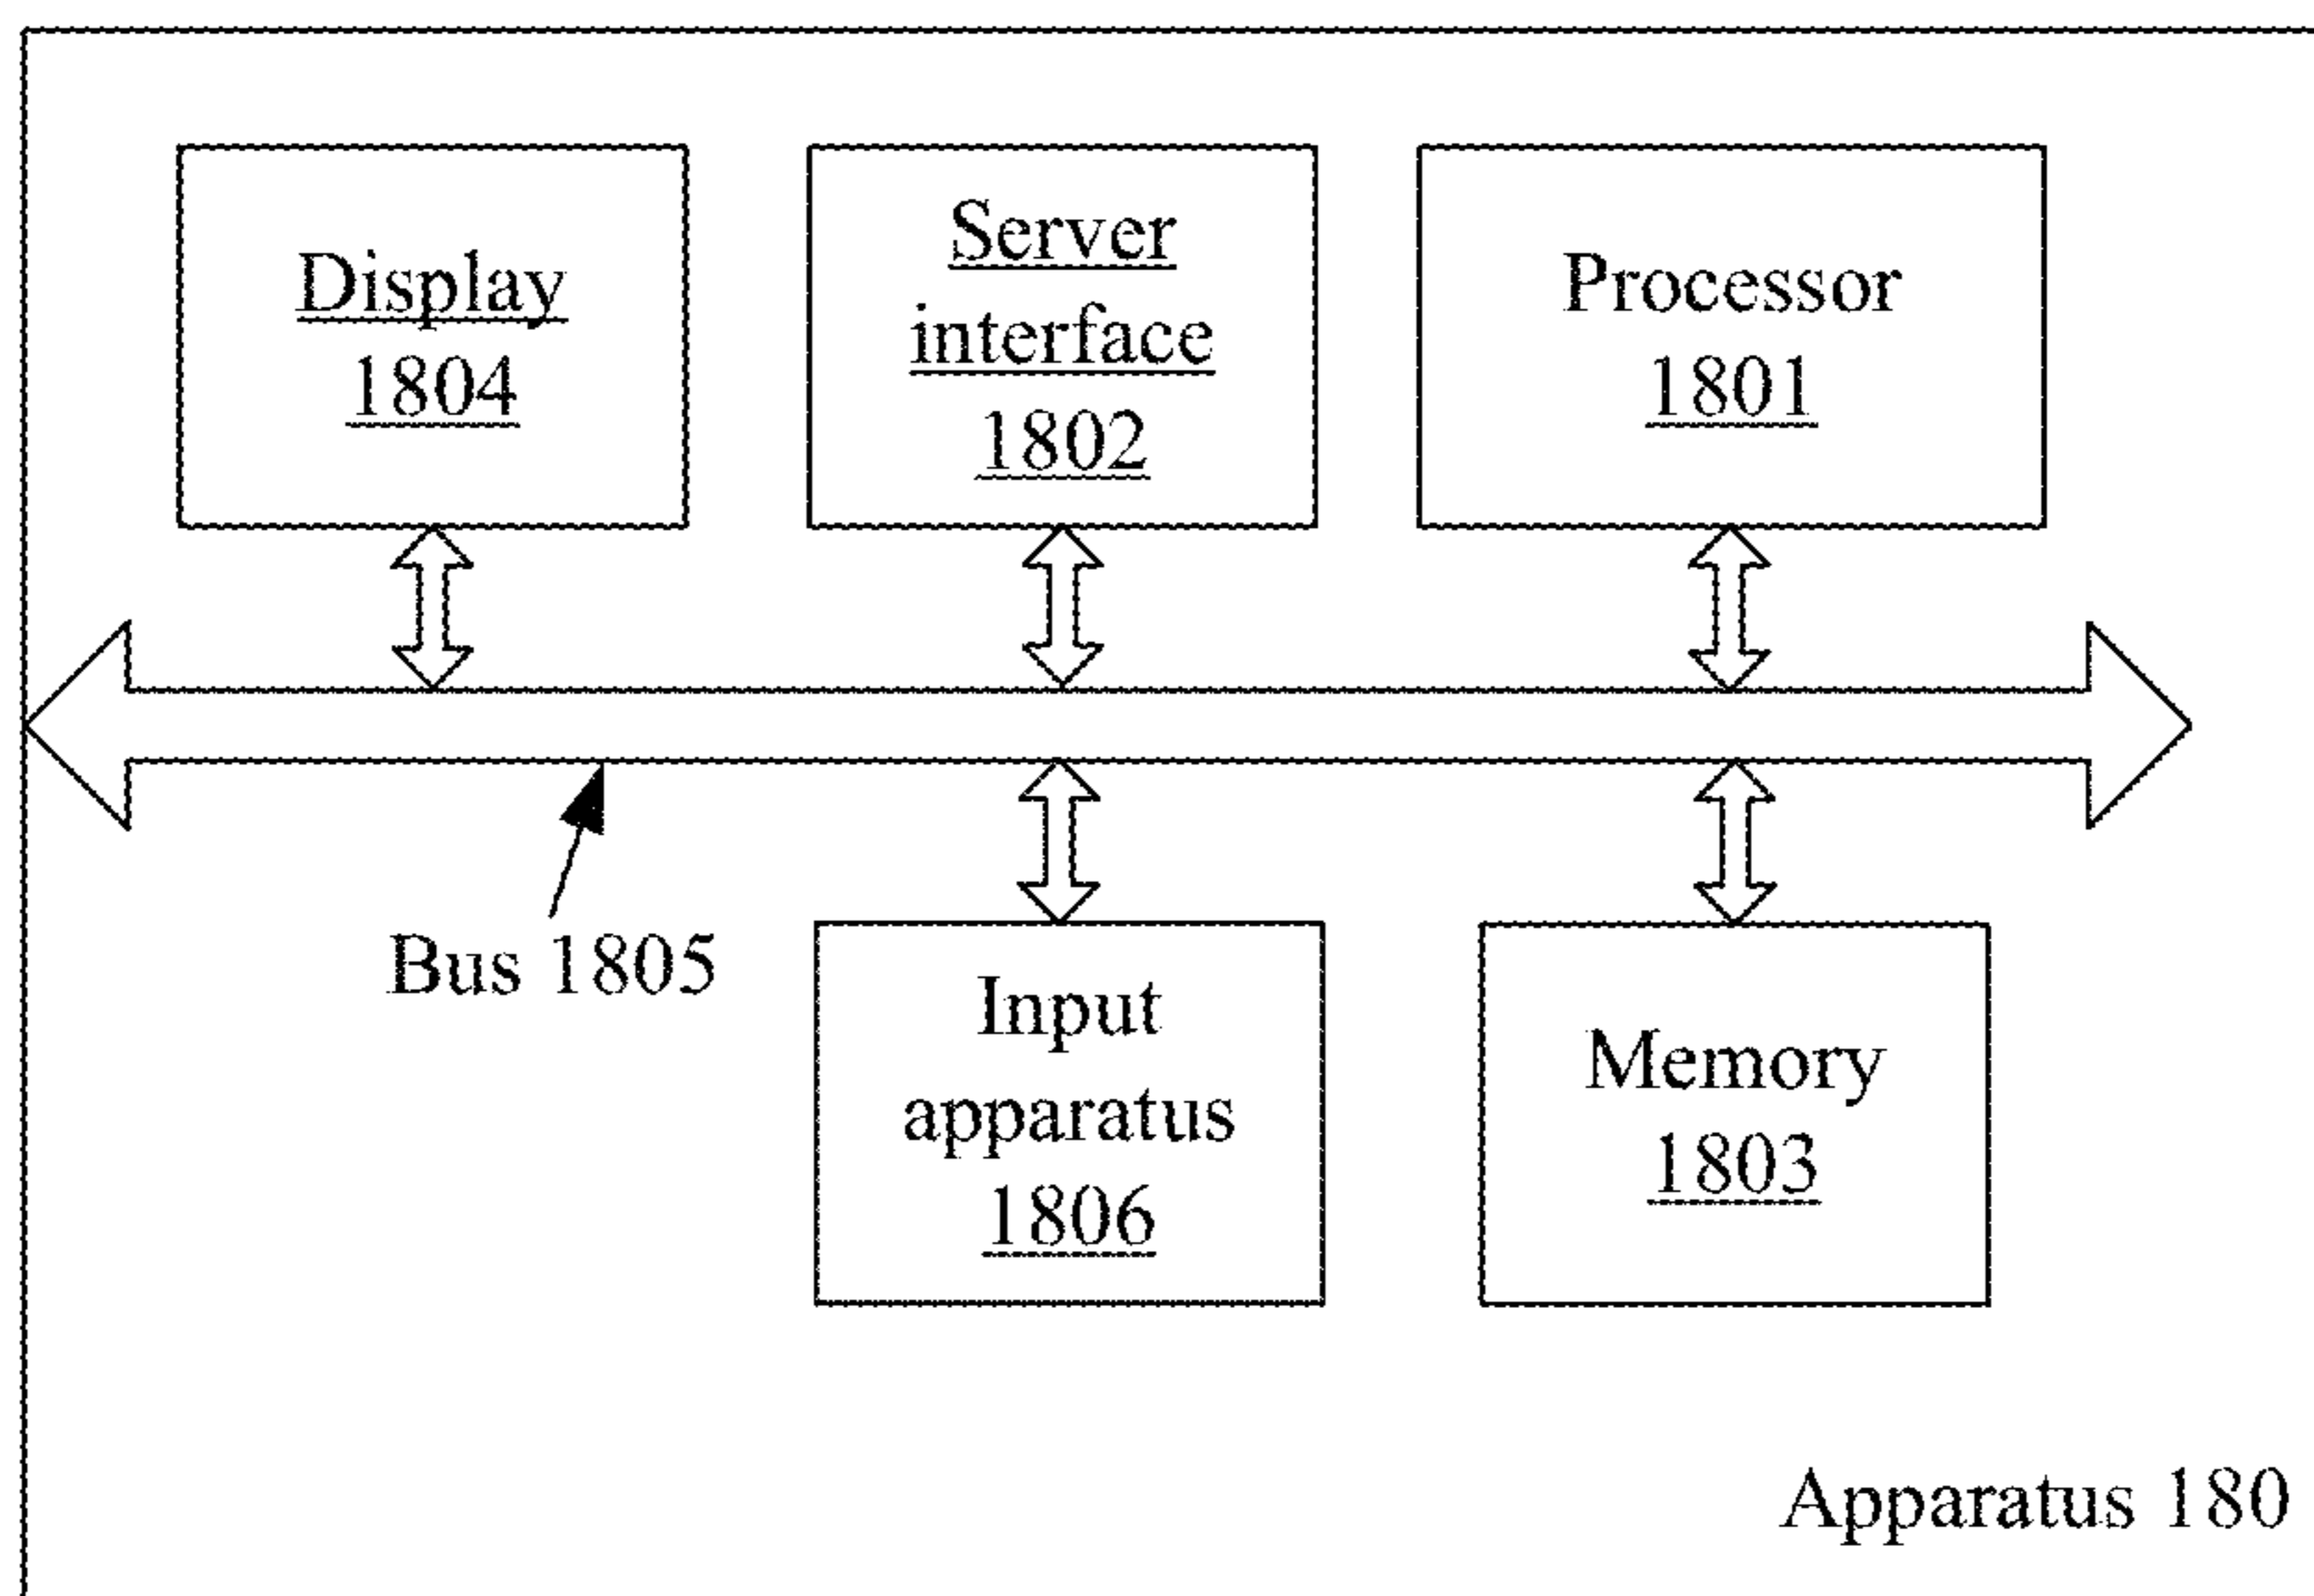 Display
1804
Server
interface
1802
Processor
1801
Bus 1805
Input
apparatus
1806
Memory
1803
Apparatus 180